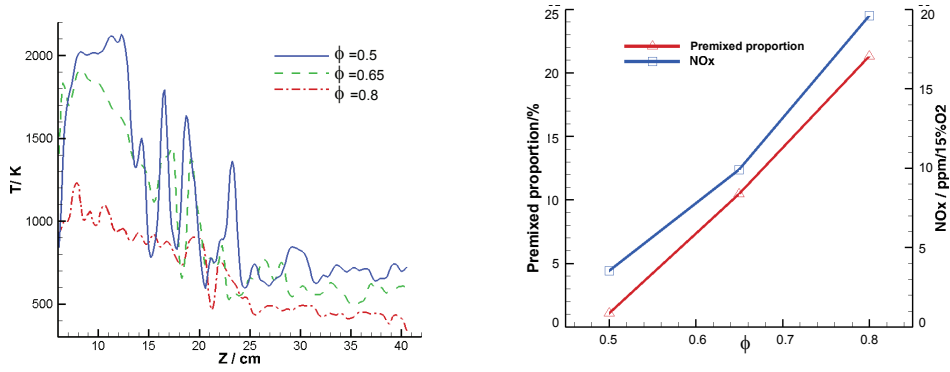 2000
1500
1000
500
T/ K
10
15
20
25
30
35
40
Z / cm
ϕ =0.5
ϕ =0.65
ϕ =0.8
25
20
15
10
5
0
Premixed proportion/%
0.5
0.6
0.7
0.8
ϕ
Premixed proportion
NOx
20
15
10
5
0
NOx / ppm/15%O2